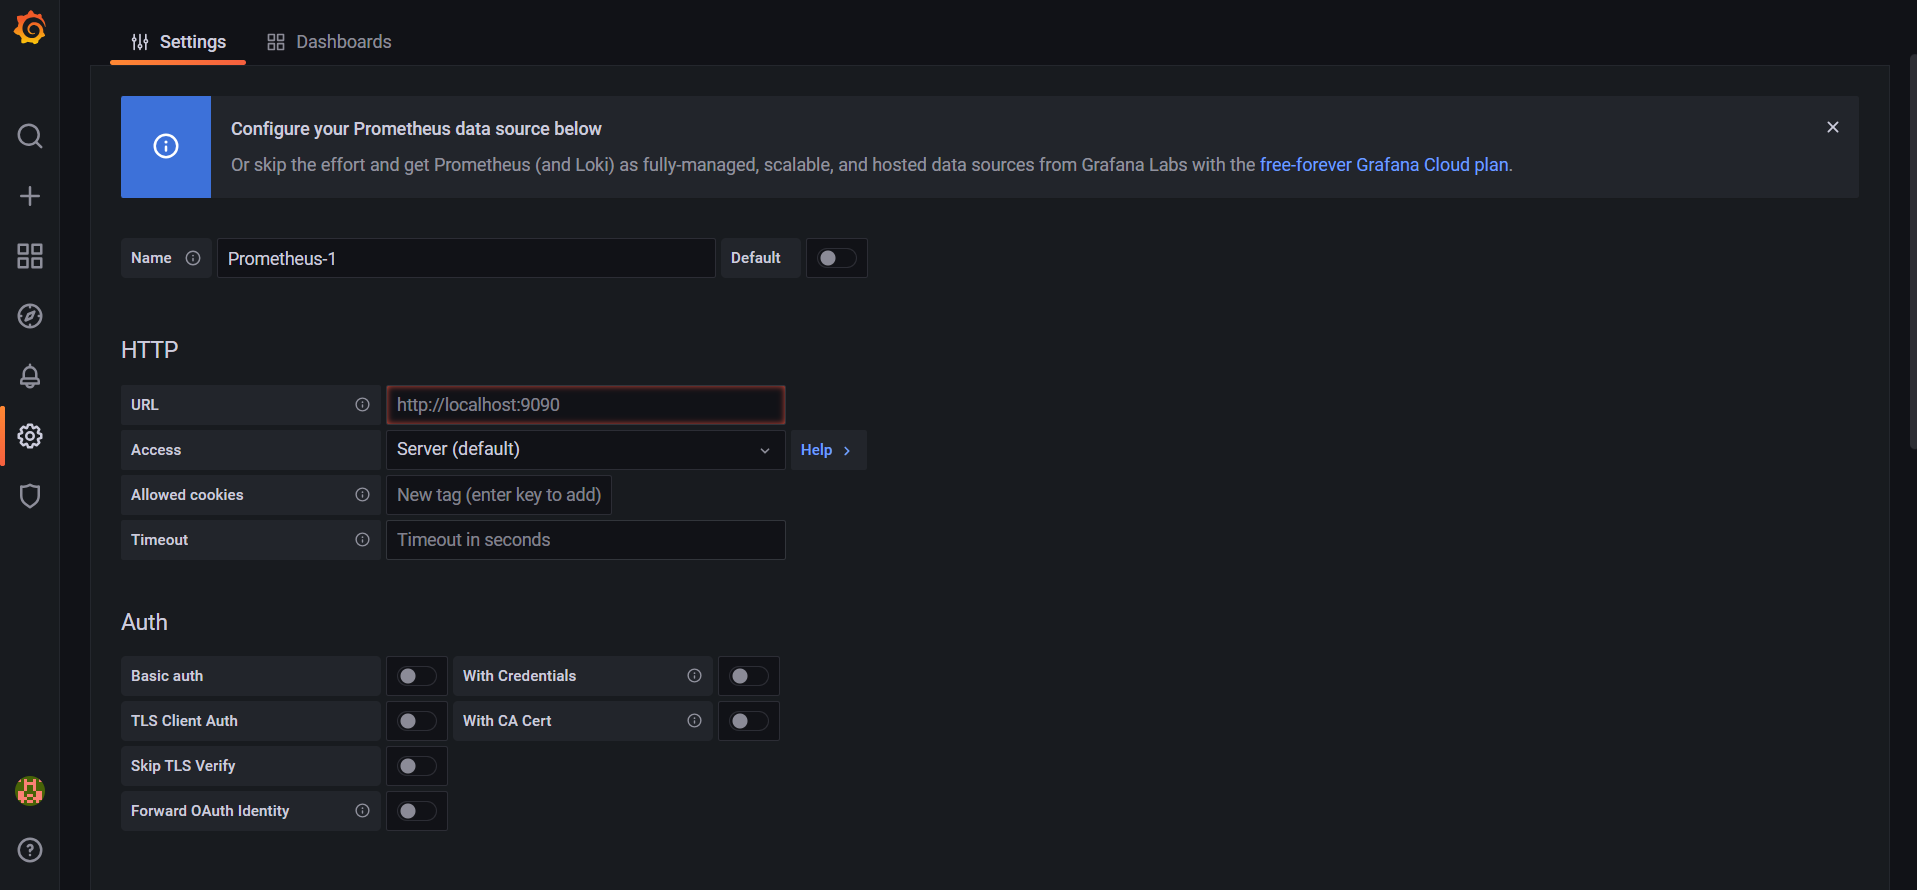 Settings
Dashboards
Configure your Prometheus data source below
Or skip the effort and get Prometheus (and Loki) as fully-managed, scalable, and hosted data sources from Grafana Labs with the free-forever Grafana Cloud plan.
Name
Prometheus-1
Default
HTTP
URL
http://localhost:9090
Access
Server (default)
Help
Allowed cookies
New tag (enter key to add)
Timeout
Timeout in seconds
Auth
Basic auth
With Credentials
TLS Client Auth
With CA Cert
Skip TLS Verify
Forward OAuth Identity